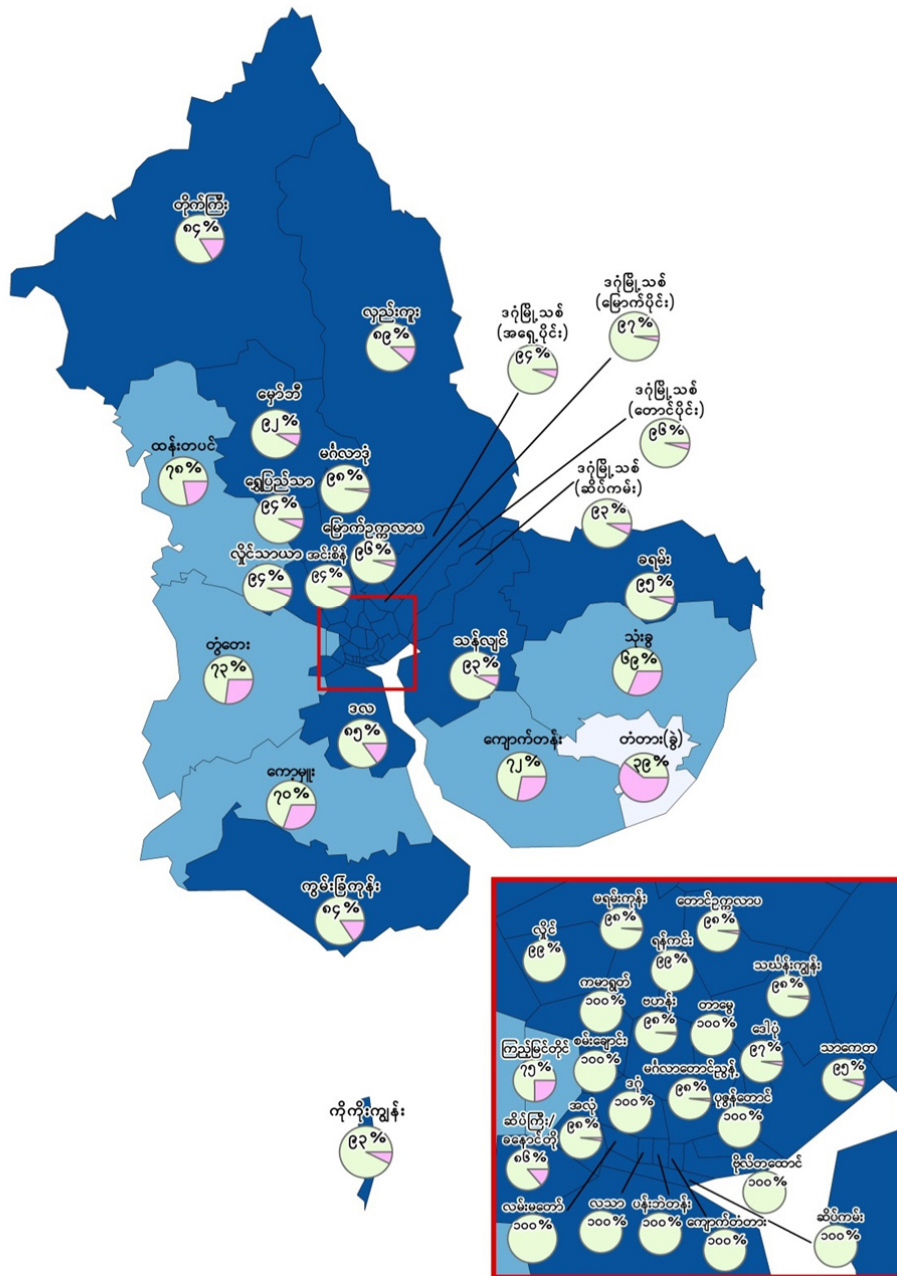 တိုက်ကြီး
၈၄%
လှည်းကူး
၈၉%
ဒဂုံမြို့သစ်
(အရှေ့ပိုင်း)
၉၄%
ဒဂုံမြို့သစ်
(မြောက်ပိုင်း)
၉၇%
ဒဂုံမြို့သစ်
(တောင်ပိုင်း)
၉၆%
ဒဂုံမြို့သစ်
(ဆိပ်ကမ်း)
၉၃%
မှော်ဘီ
၉၂%
ထန်းတပင်
၇၈%
မင်္ဂလာဒုံ
၉၈%
ရွှေပြည်သာ
၉၄%
မြောက်ဥက္ကလာပ
၉၆%
လှိုင်သာယာ
၉၄%
အင်းစိန်
၉၄%
ခရမ်း
၉၅%
တွံတေး
၇၃%
သန်လျင်
၉၃%
သုံးခွ
၆၉%
ဒလ
၈၅%
ကျောက်တန်း
၇၂%
တံတား(ခွဲ)
၃၉%
ကော့မှူး
၇၀%
ကွမ်းခြံကုန်း
၈၄%
ကိုကိုးကျွန်း
၉၃%
မရမ်းကုန်း
၉၈%
တောင်ဥက္ကလာပ
၉၈%
လှိုင်
၉၉%
ရန်ကင်း
၉၉%
သင်္ဃန်းကျွန်း
၉၈%
ကမာရွတ်
၁၀၀%
ဗဟန်း
၉၈%
တာမွေ
၁၀၀%
ဒေါပုံ
၉၇%
သာကေတ
၉၅%
ကြည့်မြင်တိုင်
၇၅%
စမ်းချောင်း
၁၀၀%
ဒဂုံ
၁၀၀%
မင်္ဂလာတောင်ညွန့်
၉၈%
ပုဇွန်တောင်
၁၀၀%
ဆိပ်ကြီး/
ခနောင်တို
၈၆%
အလုံ
၉၈%
ဗိုလ်တထောင်
၁၀၀%
လမ်းမတော်
၁၀၀%
လသာ
၁၀၀%
ပန်းဘဲတန်း
၁၀၀%
ကျောက်တံတား
၁၀၀%
ဆိပ်ကမ်း
၁၀၀%